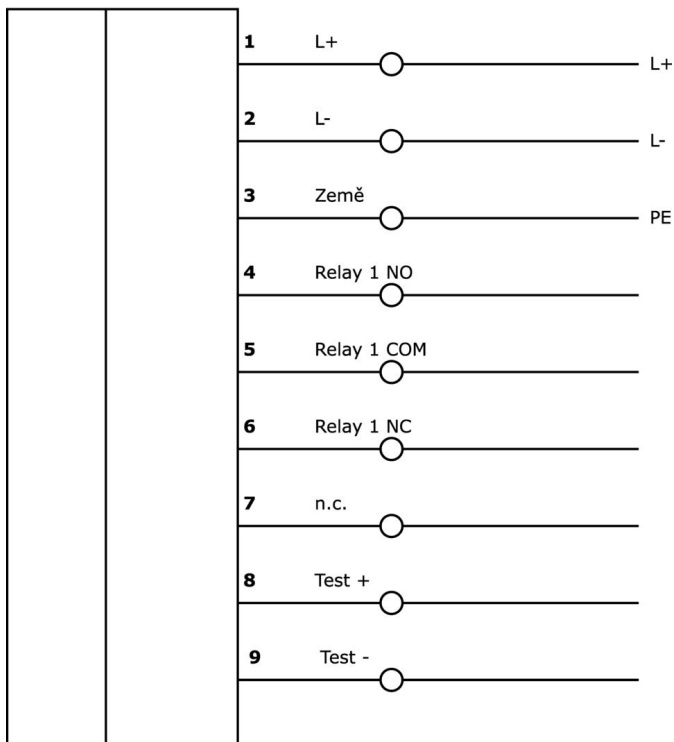 1 L+
L+
2 L-
L-
3 Země
PE
4 Relay 1 NO
5 Relay 1 COM
6 Relay 1 NC
7 n.c.
8 Test +
9 Test -